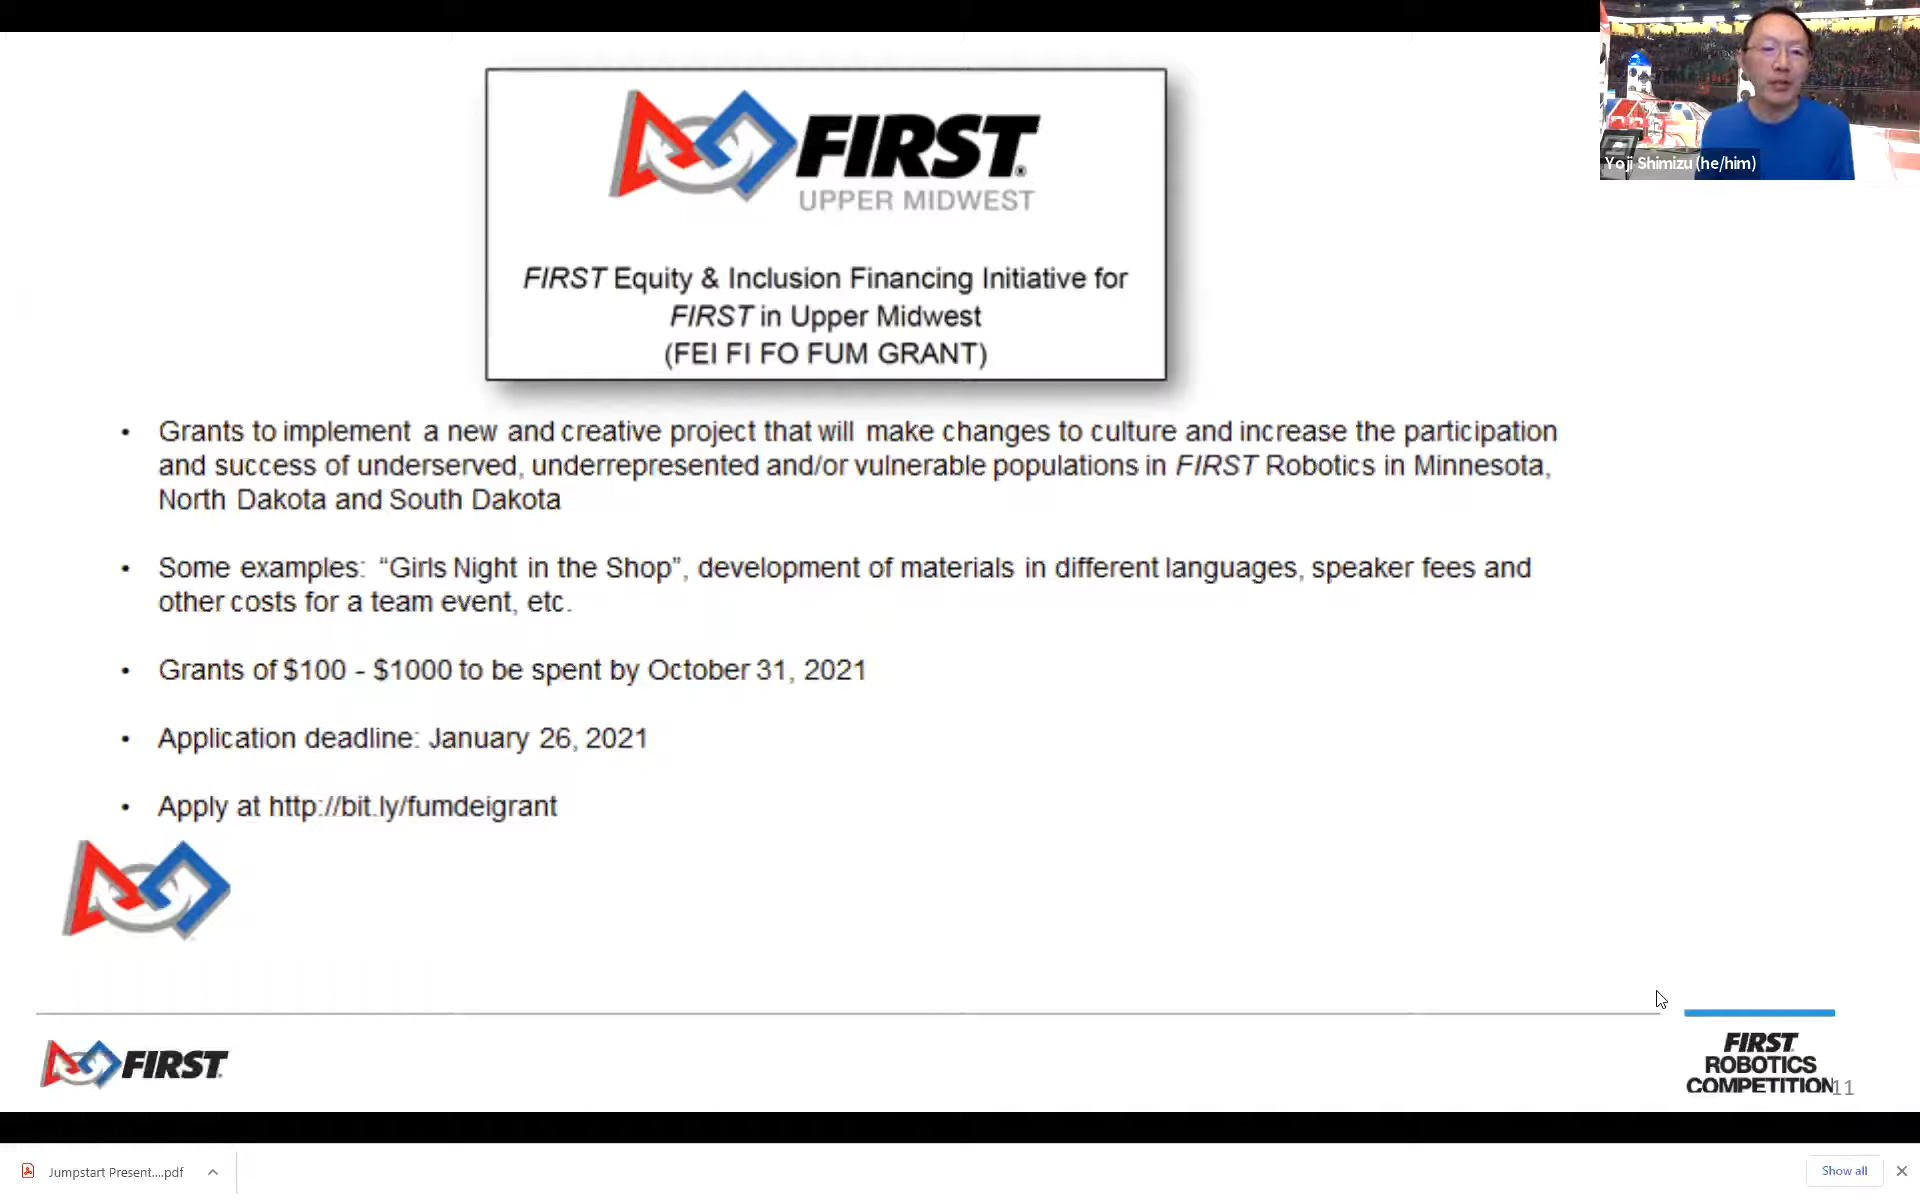 FIRST
UPPER MIDWEST
FIRST Equity & Inclusion Financing Initiative for
FIRST in Upper Midwest
(FEI FI FO FUM GRANT)
Yoji Shimizu (he/him)
• Grants to implement a new and creative project that will make changes to culture and increase the participation
and success of underserved, underrepresented and/or vulnerable populations in FIRST Robotics in Minnesota,
North Dakota and South Dakota
• Some examples: “Girls Night in the Shop”, development of materials in different languages, speaker fees and
other costs for a team event, etc.
• Grants of $100 - $1000 to be spent by October 31, 2021
• Application deadline: January 26, 2021
• Apply at http://bit.ly/fumdeigrant
FIRST
FIRST
ROBOTICS
COMPETITION
11
Jumpstart Present....pdf
Show all